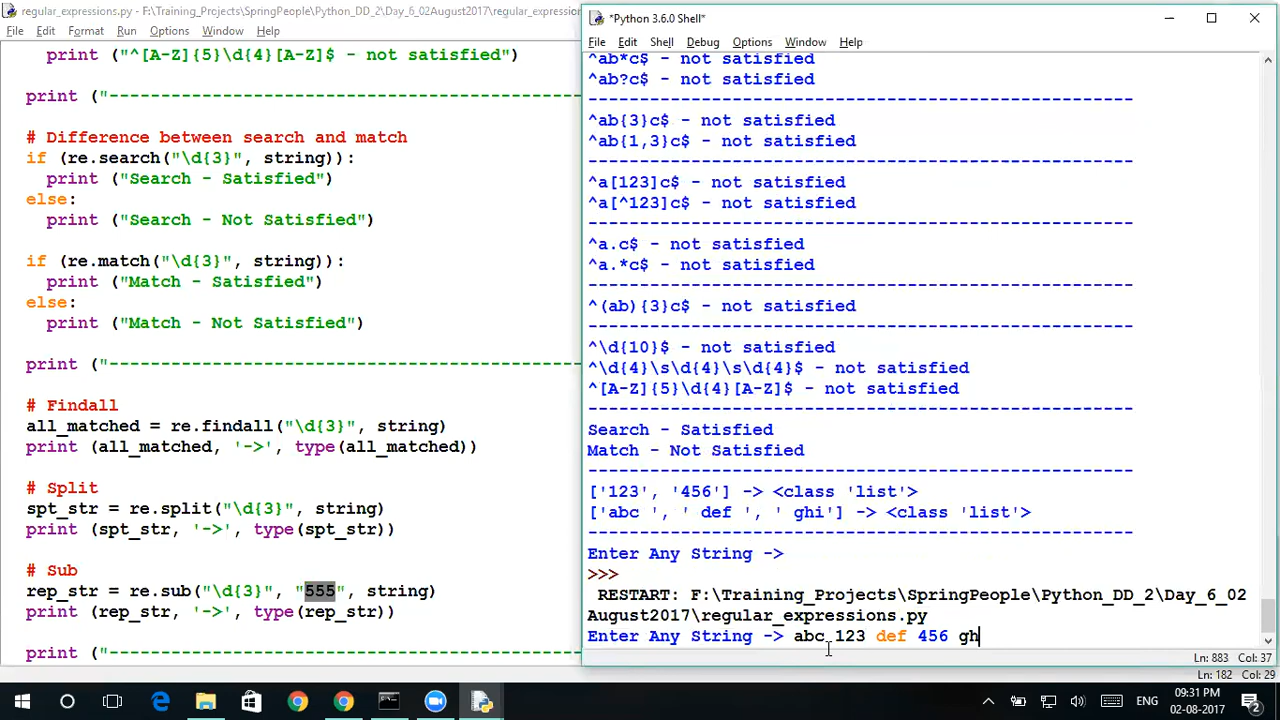 regular_expressions.py - F:\Training_Projects\SpringPeople\Python_DD_2\Day_6_02August2017\regular_expressions
File Edit Format Run Options Window Help
print ("^[A-Z]{5}\d{4}[A-Z]$ - not satisfied")
print ("----------------------------------------------
# Difference between search and match
if (re.search("\d{3}", string)):
print ("Search - Satisfied")
else:
print ("Search - Not Satisfied")
if (re.match("\d{3}", string)):
print ("Match - Satisfied")
else:
print ("Match - Not Satisfied")
print ("----------------------------------------------
# Findall
all_matched = re.findall("\d{3}", string)
print (all_matched, '->', type(all_matched))
# Split
spt_str = re.split("\d{3}", string)
print (spt_str, '->', type(spt_str))
# Sub
rep_str = re.sub("\d{3}", "555", string)
print (rep_str, '->', type(rep_str))
print ("----------------------------------------------
*Python 3.6.0 Shell*
File Edit Shell Debug Options Window Help
^ab*c$ - not satisfied
^ab?c$ - not satisfied
-----------------------------------------------------
^ab{3}c$ - not satisfied
^ab{1,3}c$ - not satisfied
-----------------------------------------------------
^a[123]c$ - not satisfied
^a[^123]c$ - not satisfied
-----------------------------------------------------
^a.c$ - not satisfied
^a.*c$ - not satisfied
-----------------------------------------------------
^(ab){3}c$ - not satisfied
-----------------------------------------------------
^\d{10}$ - not satisfied
^\d{4}\s\d{4}\s\d{4}$ - not satisfied
^[A-Z]{5}\d{4}[A-Z]$ - not satisfied
-----------------------------------------------------
Search - Satisfied
Match - Not Satisfied
-----------------------------------------------------
['123', '456'] -> <class 'list'>
['abc ', ' def ', ' ghi'] -> <class 'list'>
-----------------------------------------------------
Enter Any String ->
>>>
RESTART: F:\Training_Projects\SpringPeople\Python_DD_2\Day_6_02
August2017\regular_expressions.py
Enter Any String -> abc 123 def 456 gh
Ln: 883 Col: 37
Ln: 182 Col: 29
ENG
09:31 PM
02-08-2017
2